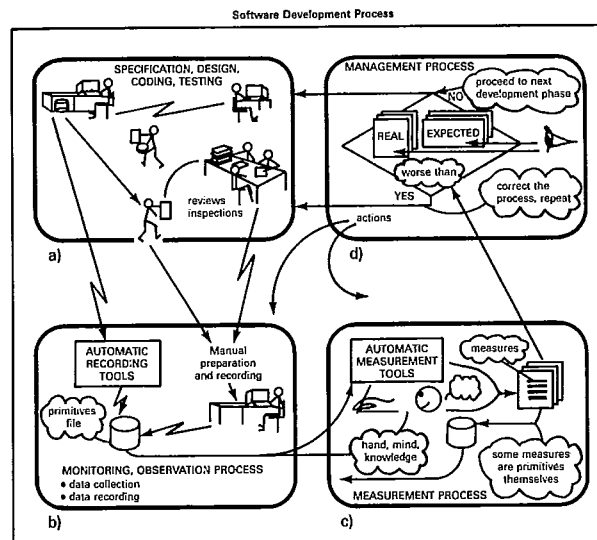 Software Development Process
SPECIFICATION, DESIGN,
CODING, TESTING
reviews
inspections
a)
MANAGEMENT PROCESS
proceed to next
development phase
NO
REAL
EXPECTED
worse than
YES
correct the
process, repeat
actions
d)
AUTOMATIC
RECORDING
TOOLS
Manual
preparation
and recording
primitives
file
MONITORING, OBSERVATION PROCESS
• data collection
• data recording
b)
AUTOMATIC
MEASUREMENT
TOOLS
measures
hand, mind,
knowledge
some measures
are primitives
themselves
MEASUREMENT PROCESS
c)